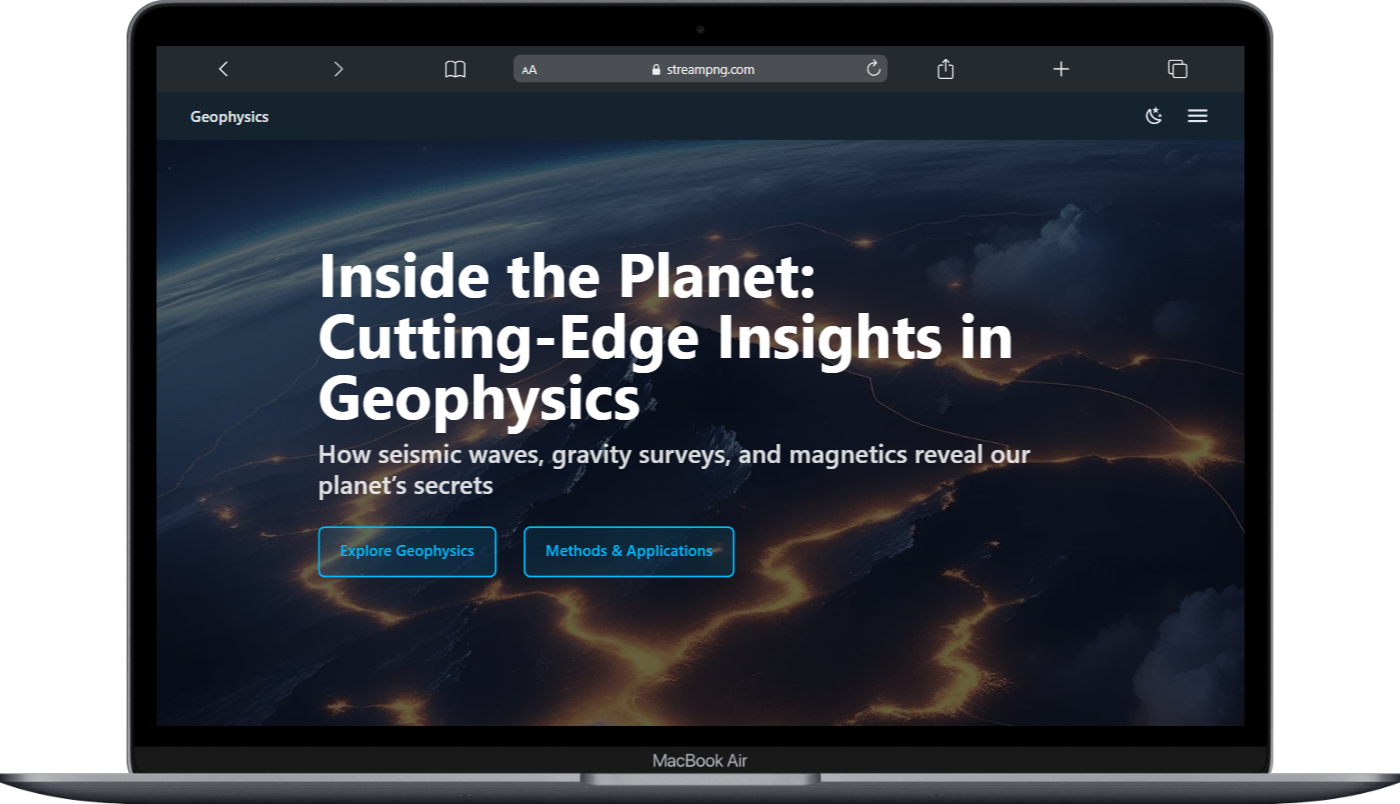 AA
streampng.com
Geophysics
Inside the Planet:
Cutting-Edge Insights in
Geophysics
How seismic waves, gravity surveys, and magnetics reveal our
planet’s secrets
Explore Geophysics
Methods & Applications
MacBook Air